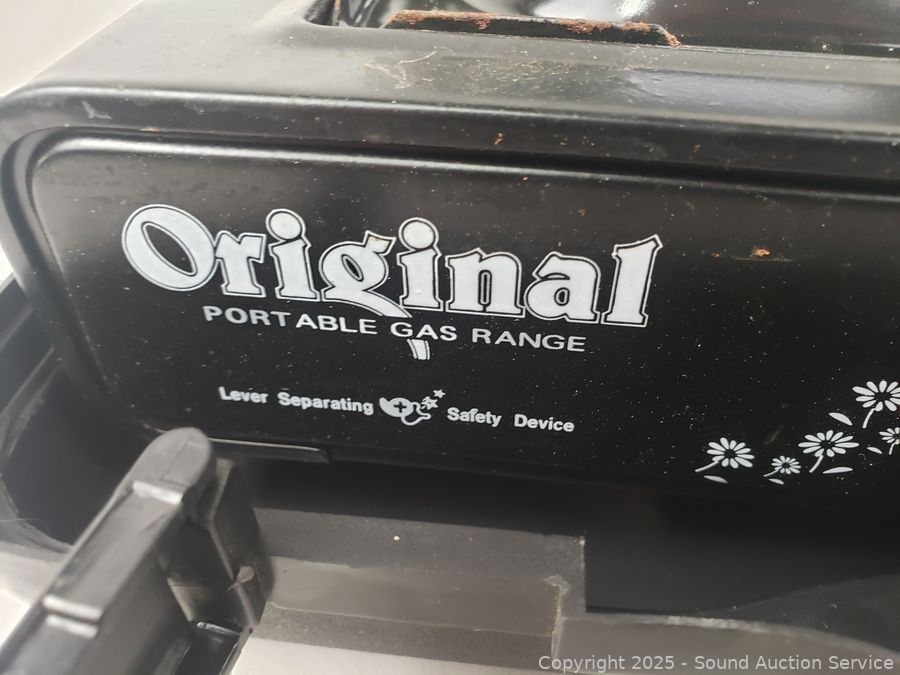 Original
PORTABLE GAS RANGE
Lever Separating Safety Device
Copyright 2025 - Sound Auction Service